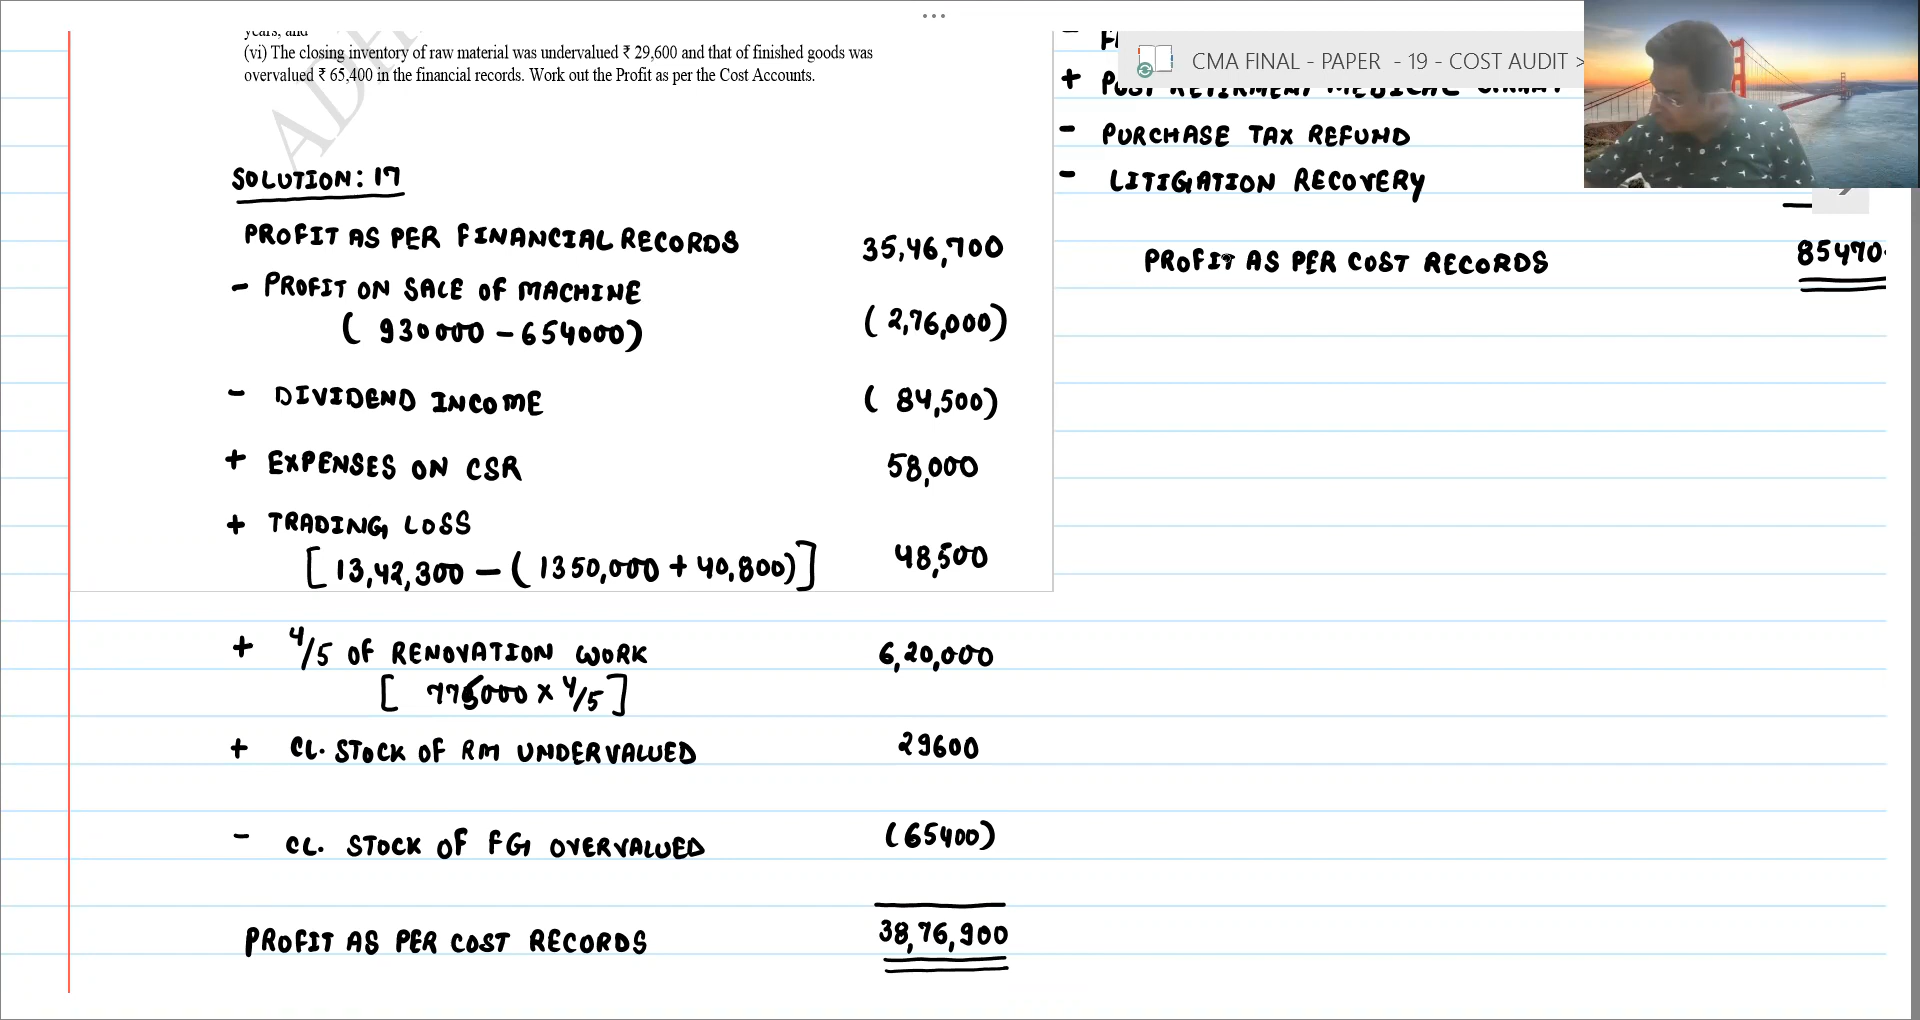 years, and
(vi) The closing inventory of raw material was undervalued ₹ 29,600 and that of finished goods was
overvalued ₹ 65,400 in the financial records. Work out the Profit as per the Cost Accounts.
SOLUTION: 17
PROFIT AS PER FINANCIAL RECORDS 35,46,700
- PROFIT ON SALE OF MACHINE
( 930000 - 654000) (2,76,000)
- DIVIDEND INCOME ( 84,500)
+ EXPENSES ON CSR 58,000
+ TRADING LOSS
[13,42,300 - (1350,000 + 40,800)] 48,500
+ 4/5 OF RENOVATION WORK 6,20,000
[ 775000 x 4/5]
+ CL. STOCK OF RM UNDERVALUED 29600
- CL. STOCK OF FG OVERVALUED (65400)
PROFIT AS PER COST RECORDS 38,76,900
CMA FINAL - PAPER - 19 - COST AUDIT >
+ POST RETIRMENT MEDICAL
- PURCHASE TAX REFUND
- LITIGATION RECOVERY
PROFIT AS PER COST RECORDS 85470